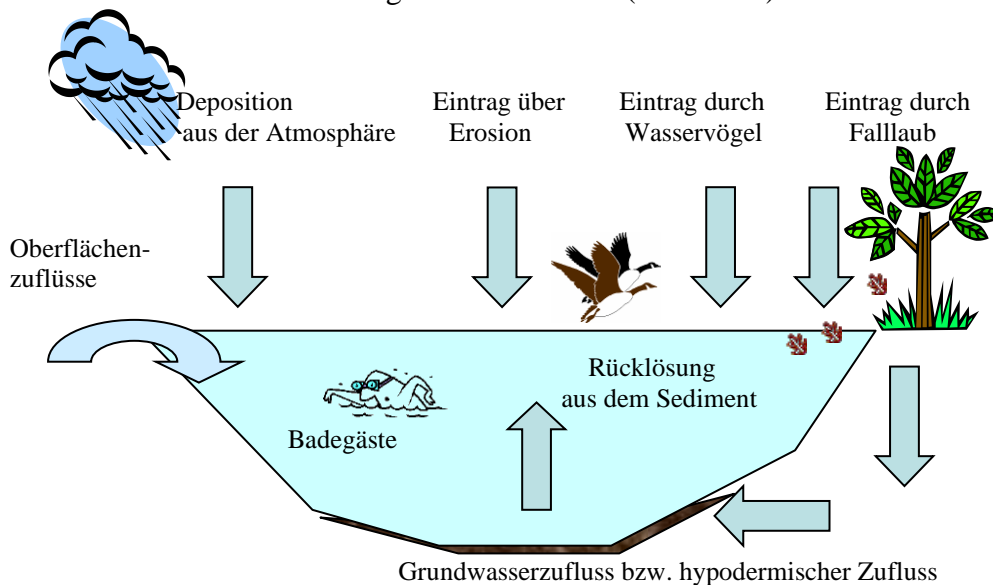 Deposition
aus der Atmosphäre
Eintrag über
Erosion
Eintrag durch
Wasservögel
Eintrag durch
Falllaub
Oberflächen-
zuflüsse
Rücklösung
aus dem Sediment
Badegäste
Grundwasserzufluss bzw. hypodermischer Zufluss